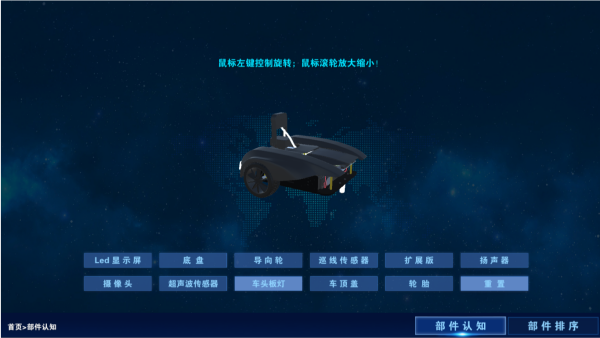 鼠标左键控制旋转；鼠标滚轮放大缩小！
Led 显示屏 底盘 导向轮 巡线传感器 扩展版 扬声器
摄像头 超声波传感器 车头板灯 车顶盖 轮胎 重置
首页>部件认知 部件认知 部件排序